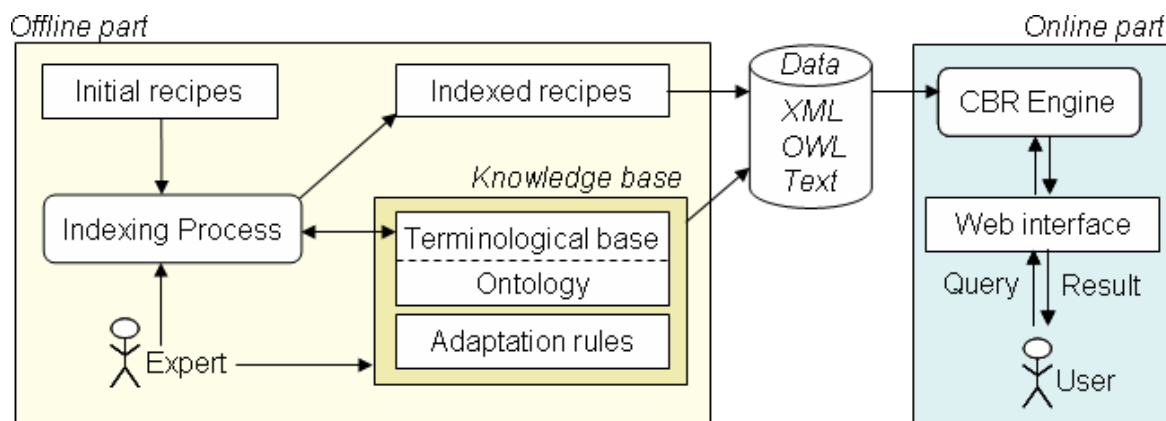 Offline part
Online part
Initial recipes
Indexed recipes
Data
XML
OWL
Text
CBR Engine
Knowledge base
Indexing Process
Terminological base
Ontology
Adaptation rules
Expert
Web interface
Query
Result
User